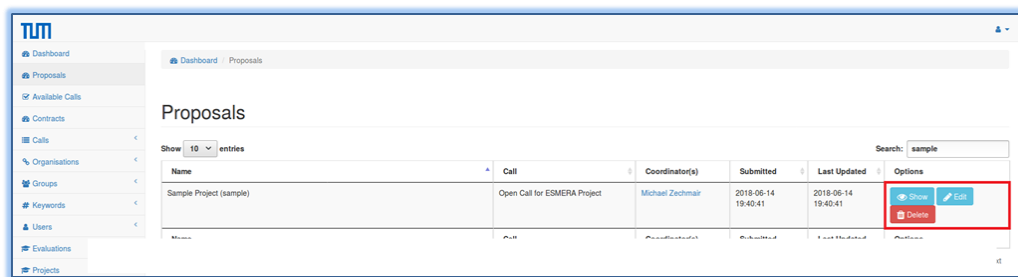 TUM
Dashboard
Proposals
Available Calls
Contracts
Calls
Organisations
Groups
Keywords
Users
Evaluations
Projects
Dashboard / Proposals
Proposals
Show 10 entries
Search: sample
Name Call Coordinator(s) Submitted Last Updated Options
Sample Project (sample) Open Call for ESMERA Project Michael Zechmair 2018-06-14 2018-06-14 Show Edit
19:40:41 19:40:41
Delete
Name Call Coordinator(s) Submitted Last Updated Options
xt